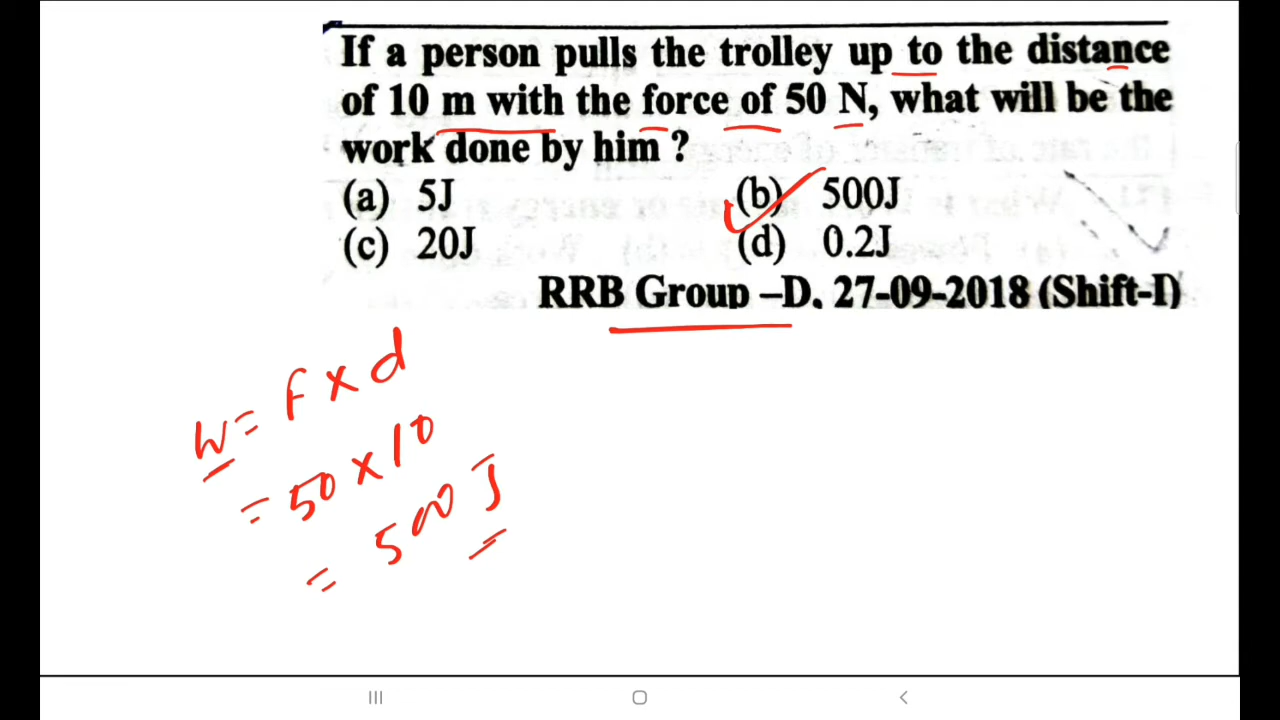 If a person pulls the trolley up to the distance
of 10 m with the force of 50 N, what will be the
work done by him ?
(a) 5J (b) 500J
(c) 20J (d) 0.2J
RRB Group –D, 27-09-2018 (Shift-I)
W = F × d
= 50 × 10
= 500 J